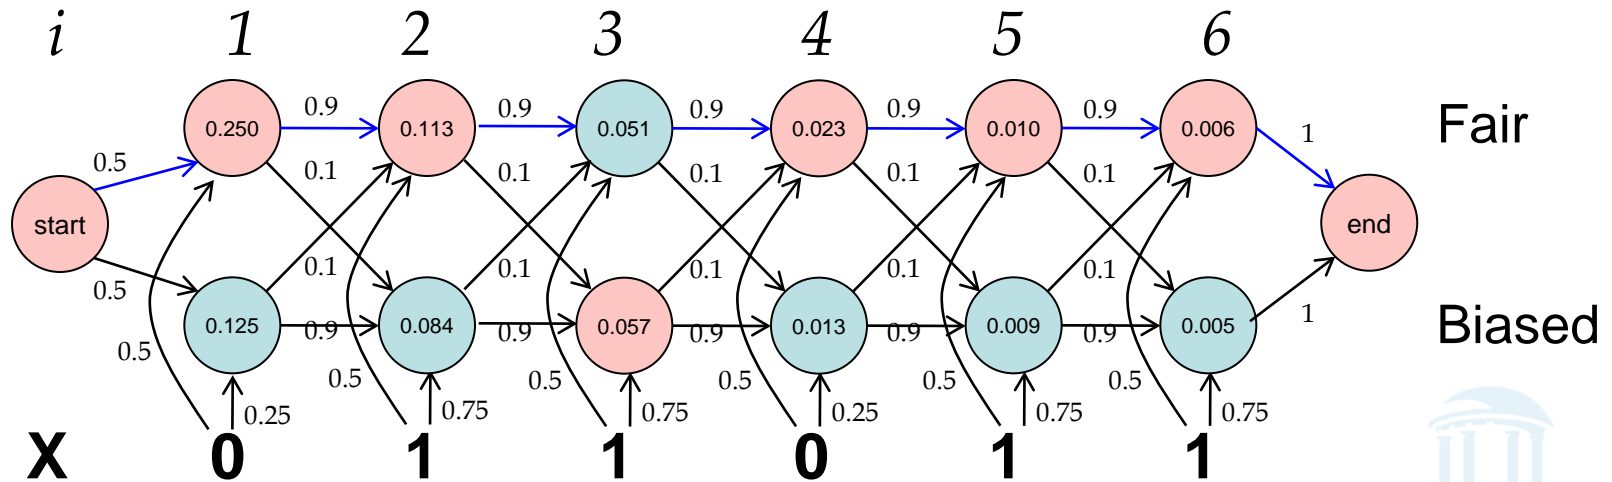 i 1 2 3 4 5 6
0.9 0.9 0.9 0.9 0.9
0.250 0.113 0.051 0.023 0.010 0.006 1 Fair
0.5 0.1 0.1 0.1 0.1 0.1
start end
0.5 0.1 0.1 0.1 0.1 0.1
0.125 0.084 0.057 0.013 0.009 0.005 1 Biased
0.9 0.9 0.9 0.9 0.9
0.5 0.5 0.5 0.5 0.5 0.5
0.25 0.75 0.75 0.25 0.75 0.75
X 0 1 1 0 1 1